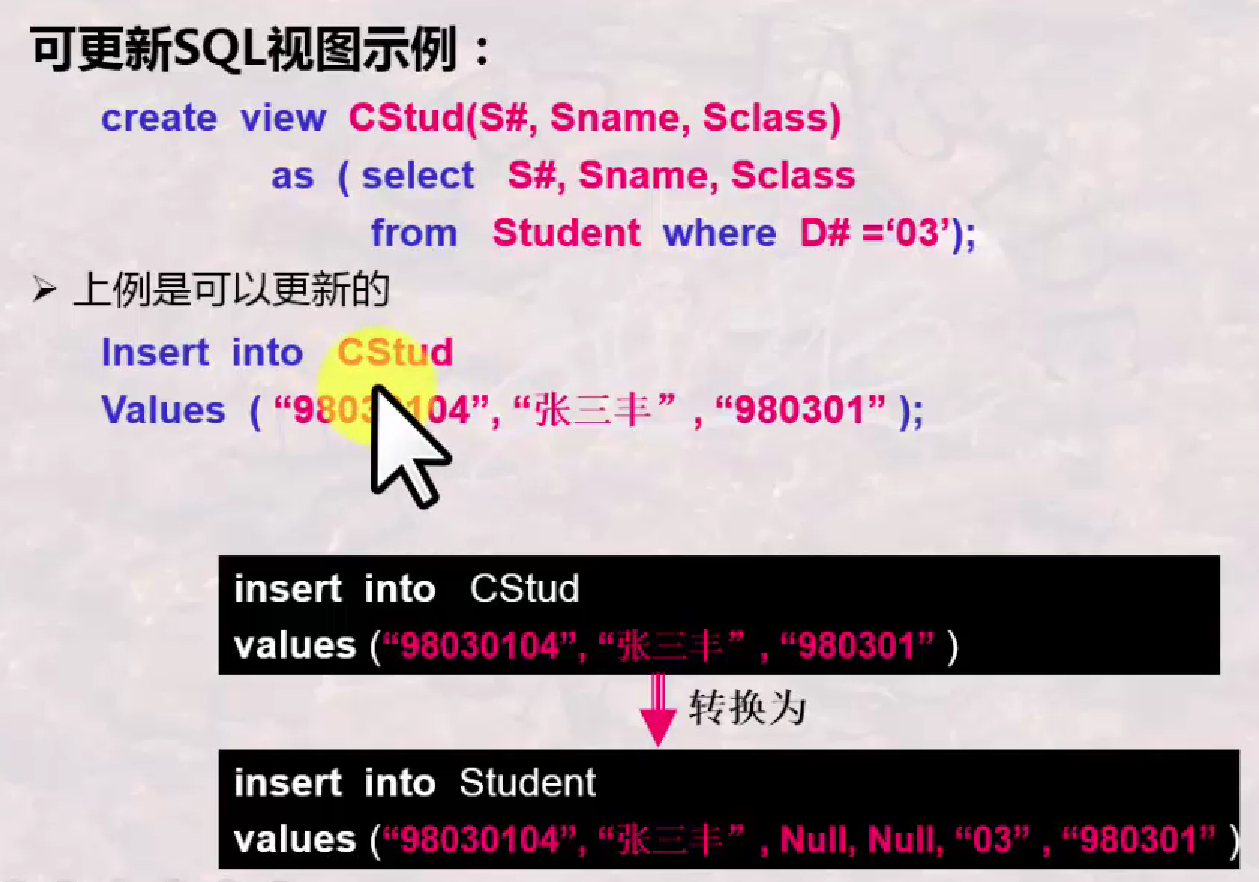 可更新SQL视图示例：
create view CStud(S#, Sname, Sclass)
as ( select S#, Sname, Sclass
from Student where D# =‘03’);
➢ 上例是可以更新的
Insert into CStud
Values ( “98030104”, “张三丰”, “980301” );
insert into CStud
values (“98030104”, “张三丰”, “980301” )
转换为
insert into Student
values (“98030104”, “张三丰”, Null, Null, “03” , “980301” )